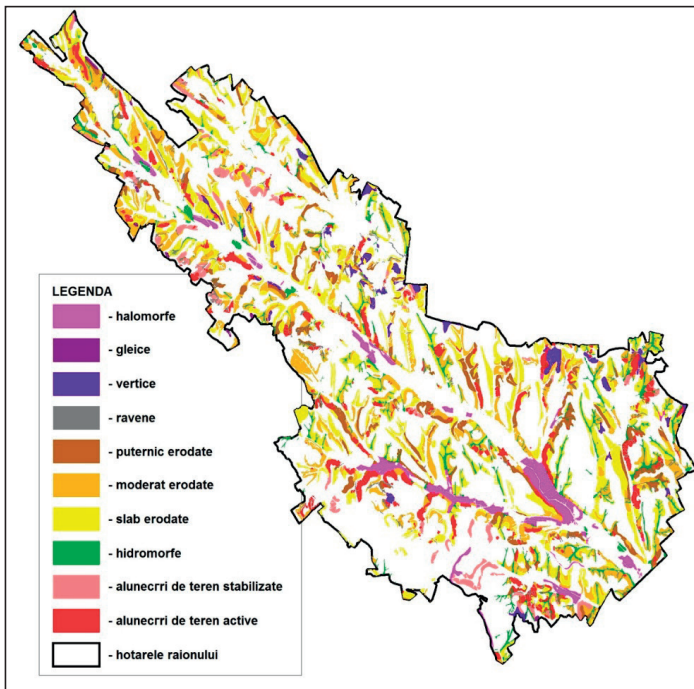 LEGENDA
- halomorfe
- gleice
- vertice
- ravene
- puternic erodate
- moderat erodate
- slab erodate
- hidromorfe
- alunecrri de teren stabilizate
- alunecrri de teren active
- hotarele raionului